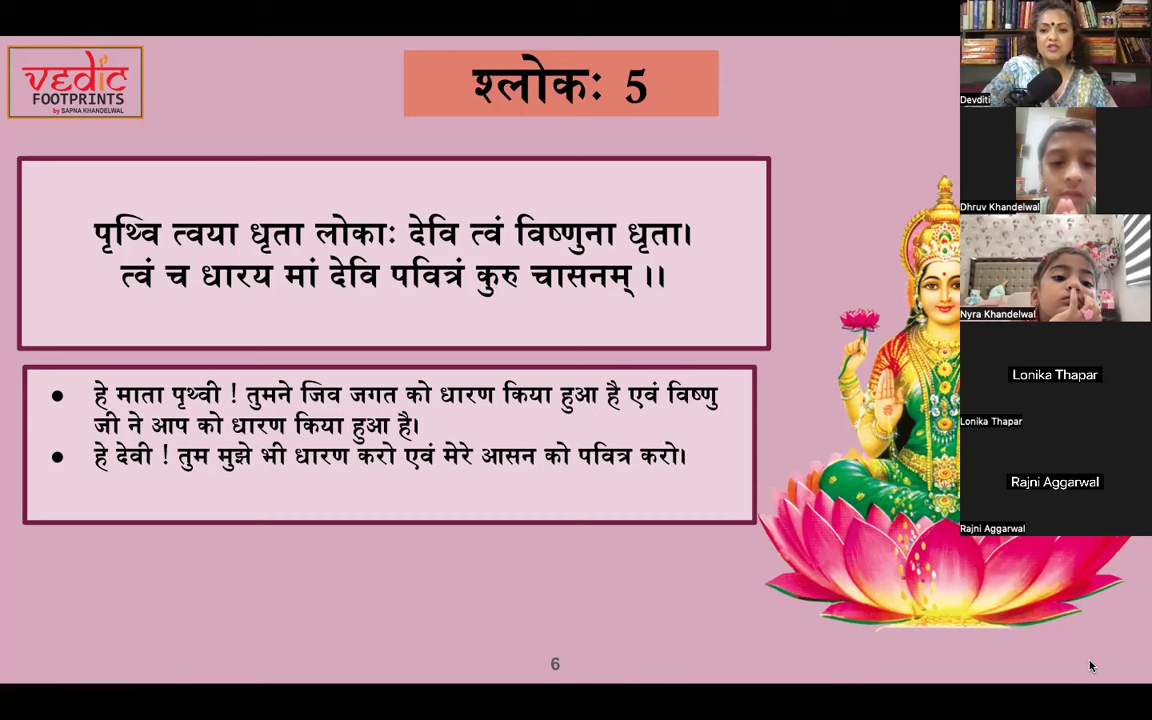 vedic
FOOTPRINTS
by SAPNA KHANDELWAL
श्लोकः 5
पृथ्वि त्वया धृता लोकाः देवि त्वं विष्णुना धृता।
त्वं च धारय मां देवि पवित्रं कुरु चासनम् ।।
● हे माता पृथ्वी ! तुमने जिव जगत को धारण किया हुआ है एवं विष्णु
जी ने आप को धारण किया हुआ है।
● हे देवी ! तुम मुझे भी धारण करो एवं मेरे आसन को पवित्र करो।
6
Devditi
Dhruv Khandelwal
Nyra Khandelwal
Lonika Thapar
Lonika Thapar
Rajni Aggarwal
Rajni Aggarwal